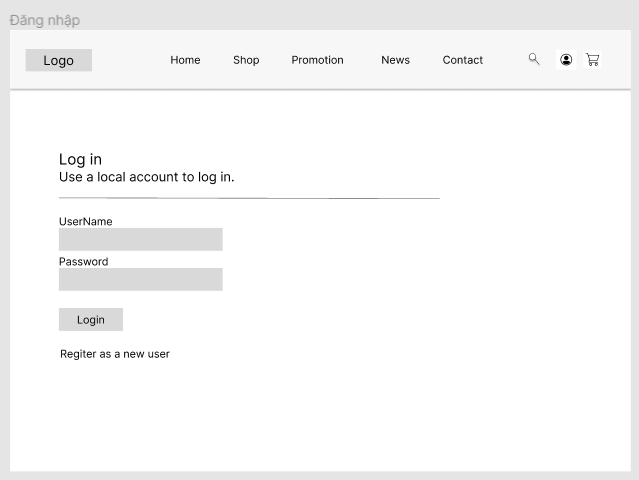 Đăng nhập
Logo
Home
Shop
Promotion
News
Contact
Log in
Use a local account to log in.
UserName
Password
Login
Regiter as a new user